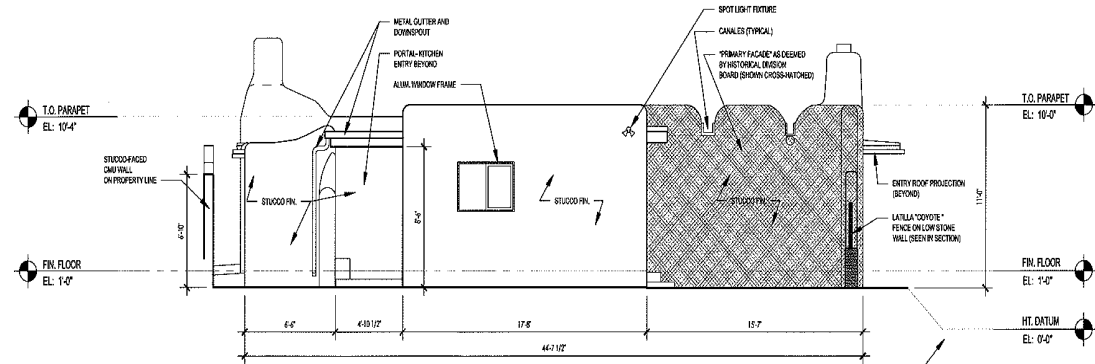 SPOT LIGHT FIXTURE
METAL GUTTER AND
DOWNSPOUT
CANALES (TYPICAL)
PORTAL-KITCHEN
ENTRY BEYOND
"PRIMARY FACADE" AS DEEMED
BY HISTORICAL DIVISION
BOARD (SHOWN CROSS-HATCHED)
ALUM. WINDOW FRAME
T.O. PARAPET
EL: 10'-4"
T.O. PARAPET
EL: 10'-0"
STUCCO-FACED
CMU WALL
ON PROPERTY LINE
ENTRY ROOF PROJECTION
(BEYOND)
STUCCO FIN.
STUCCO FIN.
STUCCO FIN.
LATILLA "COYOTE"
FENCE ON LOW STONE
WALL (SEEN IN SECTION)
6'-10"
8'-6"
11'-0"
FIN. FLOOR
EL: 1'-0"
FIN. FLOOR
EL: 1'-0"
HT. DATUM
EL: 0'-0"
6'-6"
4'-10 1/2"
17'-8"
15'-7"
44'-7 1/2"